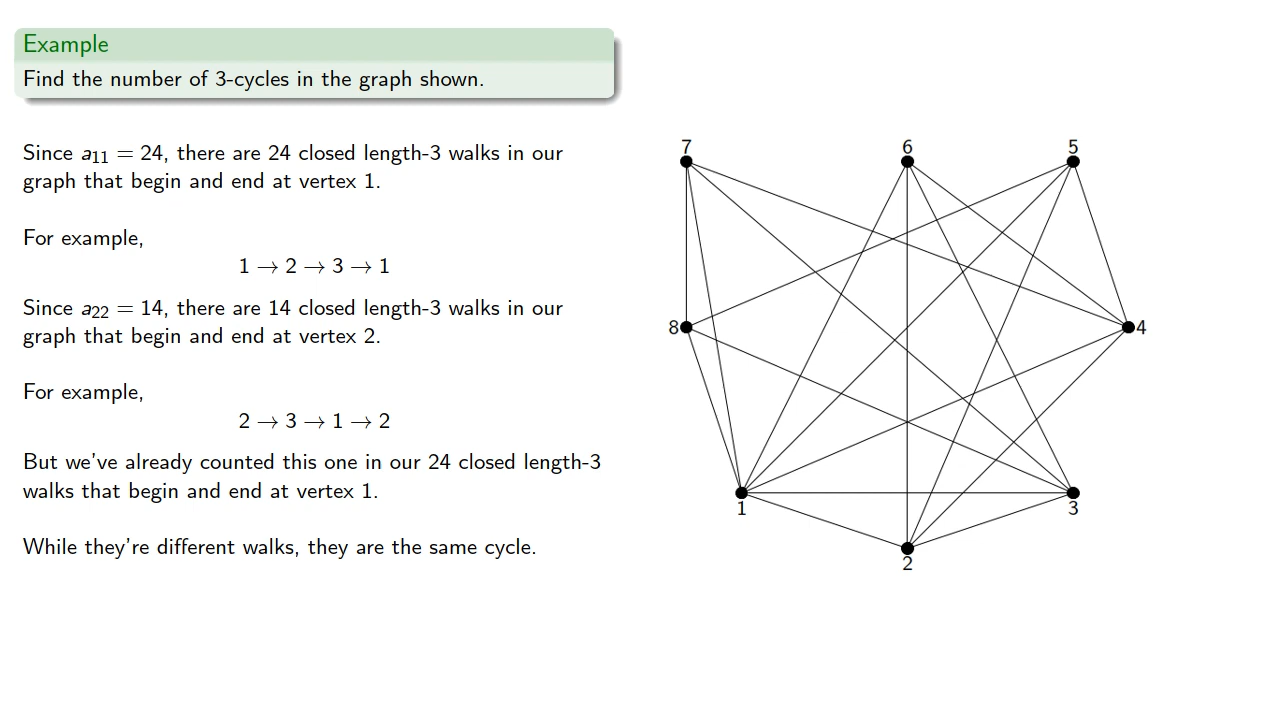 Example
Find the number of 3-cycles in the graph shown.
Since a₁₁ = 24, there are 24 closed length-3 walks in our
graph that begin and end at vertex 1.
For example,
1 → 2 → 3 → 1
Since a₂₂ = 14, there are 14 closed length-3 walks in our
graph that begin and end at vertex 2.
For example,
2 → 3 → 1 → 2
But we've already counted this one in our 24 closed length-3
walks that begin and end at vertex 1.
While they're different walks, they are the same cycle.
7 6 5
8 4
1 3
2